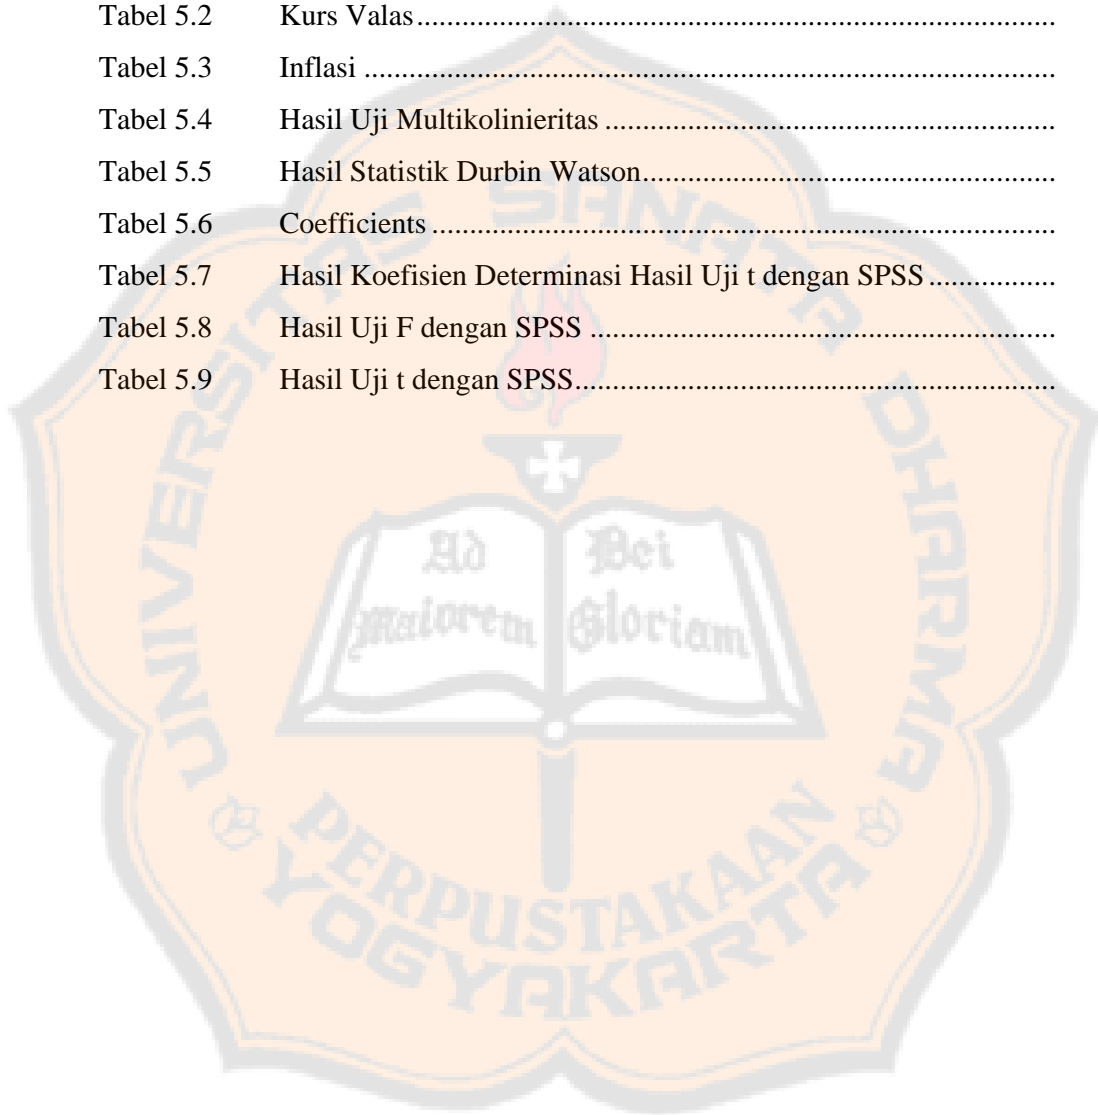 Tabel 5.2 Kurs Valas........................................................................................
Tabel 5.3 Inflasi ...............................................................................................
Tabel 5.4 Hasil Uji Multikolinieritas ..............................................................
Tabel 5.5 Hasil Statistik Durbin Watson.........................................................
Tabel 5.6 Coefficients .....................................................................................
Tabel 5.7 Hasil Koefisien Determinasi Hasil Uji t dengan SPSS .................
Tabel 5.8 Hasil Uji F dengan SPSS ................................................................
Tabel 5.9 Hasil Uji t dengan SPSS..................................................................
UNIVERSITAS SANATA DHARMA
Ad Dei
Maiorem Gloriam
PERPUSTAKAAN
YOGYAKARTA